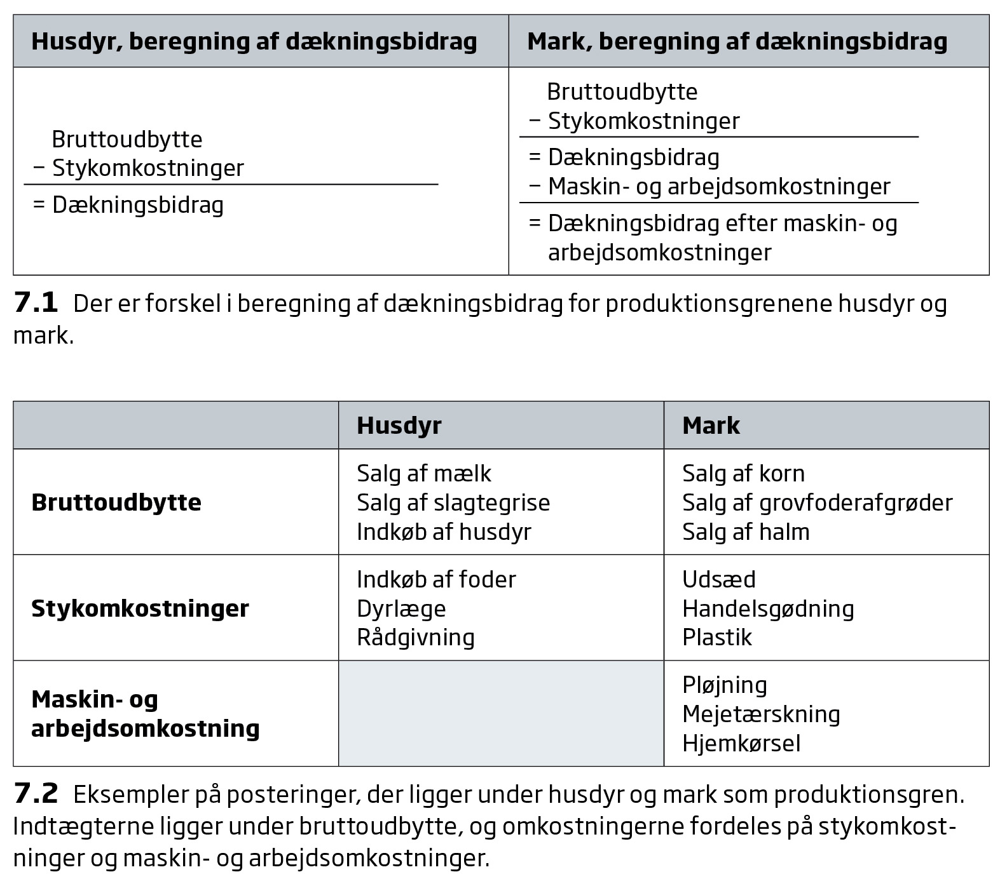 Husdyr, beregning af dækningsbidrag
Bruttoudbytte
– Stykomkostninger
= Dækningsbidrag
Mark, beregning af dækningsbidrag
Bruttoudbytte
– Stykomkostninger
= Dækningsbidrag
– Maskin- og arbejdsomkostninger
= Dækningsbidrag efter maskin- og
arbejdsomkostninger
7.1 Der er forskel i beregning af dækningsbidrag for produktionsgrenene husdyr og
mark.
Husdyr
Mark
Bruttoudbytte
Salg af mælk
Salg af slagtegrise
Indkøb af husdyr
Salg af korn
Salg af grovfoderafgrøder
Salg af halm
Stykomkostninger
Indkøb af foder
Dyrlæge
Rådgivning
Udsæd
Handelsgødning
Plastik
Maskin- og
arbejdsomkostning
Pløjning
Mejetærskning
Hjemkørsel
7.2 Eksempler på posteringer, der ligger under husdyr og mark som produktionsgren.
Indtægterne ligger under bruttoudbytte, og omkostningerne fordeles på stykomkost-
ninger og maskin- og arbejdsomkostninger.